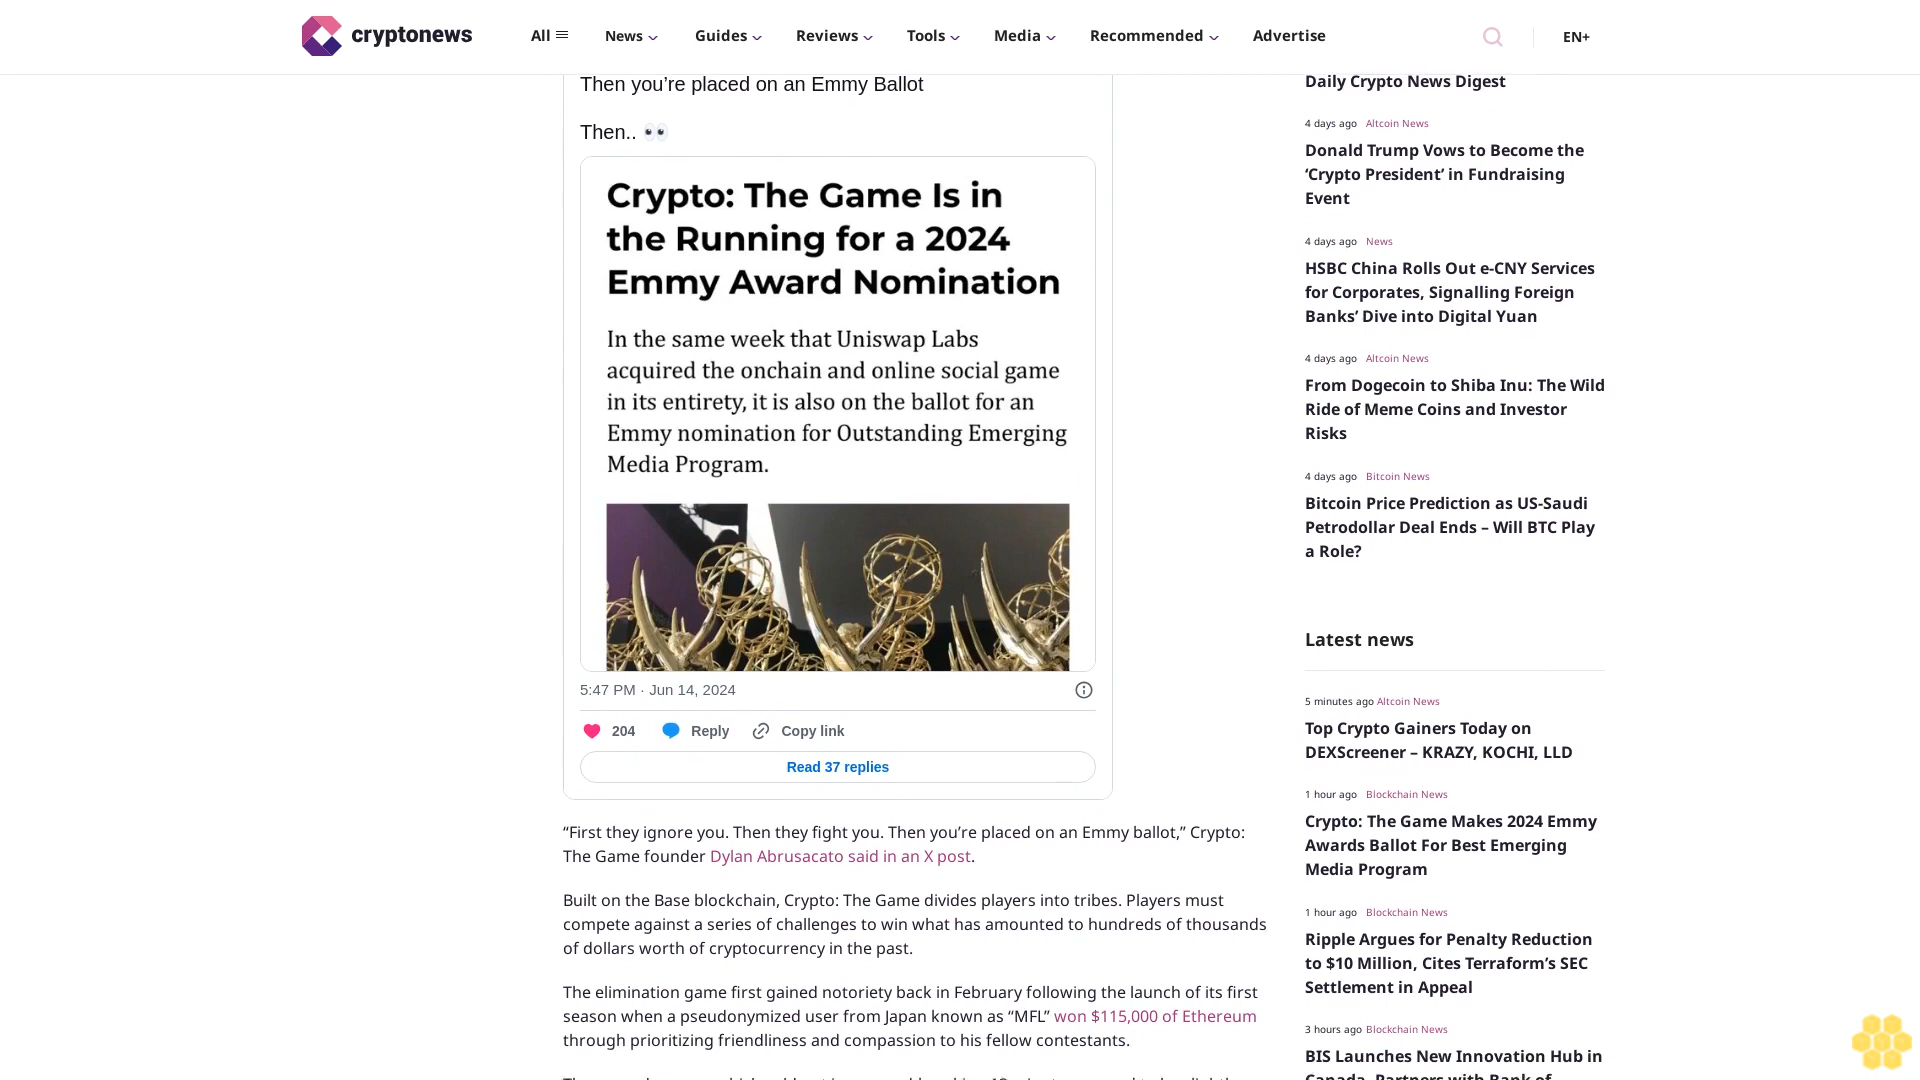 cryptonews
All
News
Guides
Reviews
Tools
Media
Recommended
Advertise
EN+
Then you’re placed on an Emmy Ballot
Then.. 👀
Crypto: The Game Is in
the Running for a 2024
Emmy Award Nomination
In the same week that Uniswap Labs
acquired the onchain and online social game
in its entirety, it is also on the ballot for an
Emmy nomination for Outstanding Emerging
Media Program.
5:47 PM · Jun 14, 2024
204
Reply
Copy link
Read 37 replies
“First they ignore you. Then they fight you. Then you’re placed on an Emmy ballot,” Crypto:
The Game founder Dylan Abrusacato said in an X post.
Built on the Base blockchain, Crypto: The Game divides players into tribes. Players must
compete against a series of challenges to win what has amounted to hundreds of thousands
of dollars worth of cryptocurrency in the past.
The elimination game first gained notoriety back in February following the launch of its first
season when a pseudonymized user from Japan known as “MFL” won $115,000 of Ethereum
through prioritizing friendliness and compassion to his fellow contestants.
Daily Crypto News Digest
4 days ago Altcoin News
Donald Trump Vows to Become the
‘Crypto President’ in Fundraising
Event
4 days ago News
HSBC China Rolls Out e-CNY Services
for Corporates, Signalling Foreign
Banks’ Dive into Digital Yuan
4 days ago Altcoin News
From Dogecoin to Shiba Inu: The Wild
Ride of Meme Coins and Investor
Risks
4 days ago Bitcoin News
Bitcoin Price Prediction as US-Saudi
Petrodollar Deal Ends – Will BTC Play
a Role?
Latest news
5 minutes ago Altcoin News
Top Crypto Gainers Today on
DEXScreener – KRAZY, KOCHI, LLD
1 hour ago Blockchain News
Crypto: The Game Makes 2024 Emmy
Awards Ballot For Best Emerging
Media Program
1 hour ago Blockchain News
Ripple Argues for Penalty Reduction
to $10 Million, Cites Terraform’s SEC
Settlement in Appeal
3 hours ago Blockchain News
BIS Launches New Innovation Hub in
Canada, Partners with Bank of